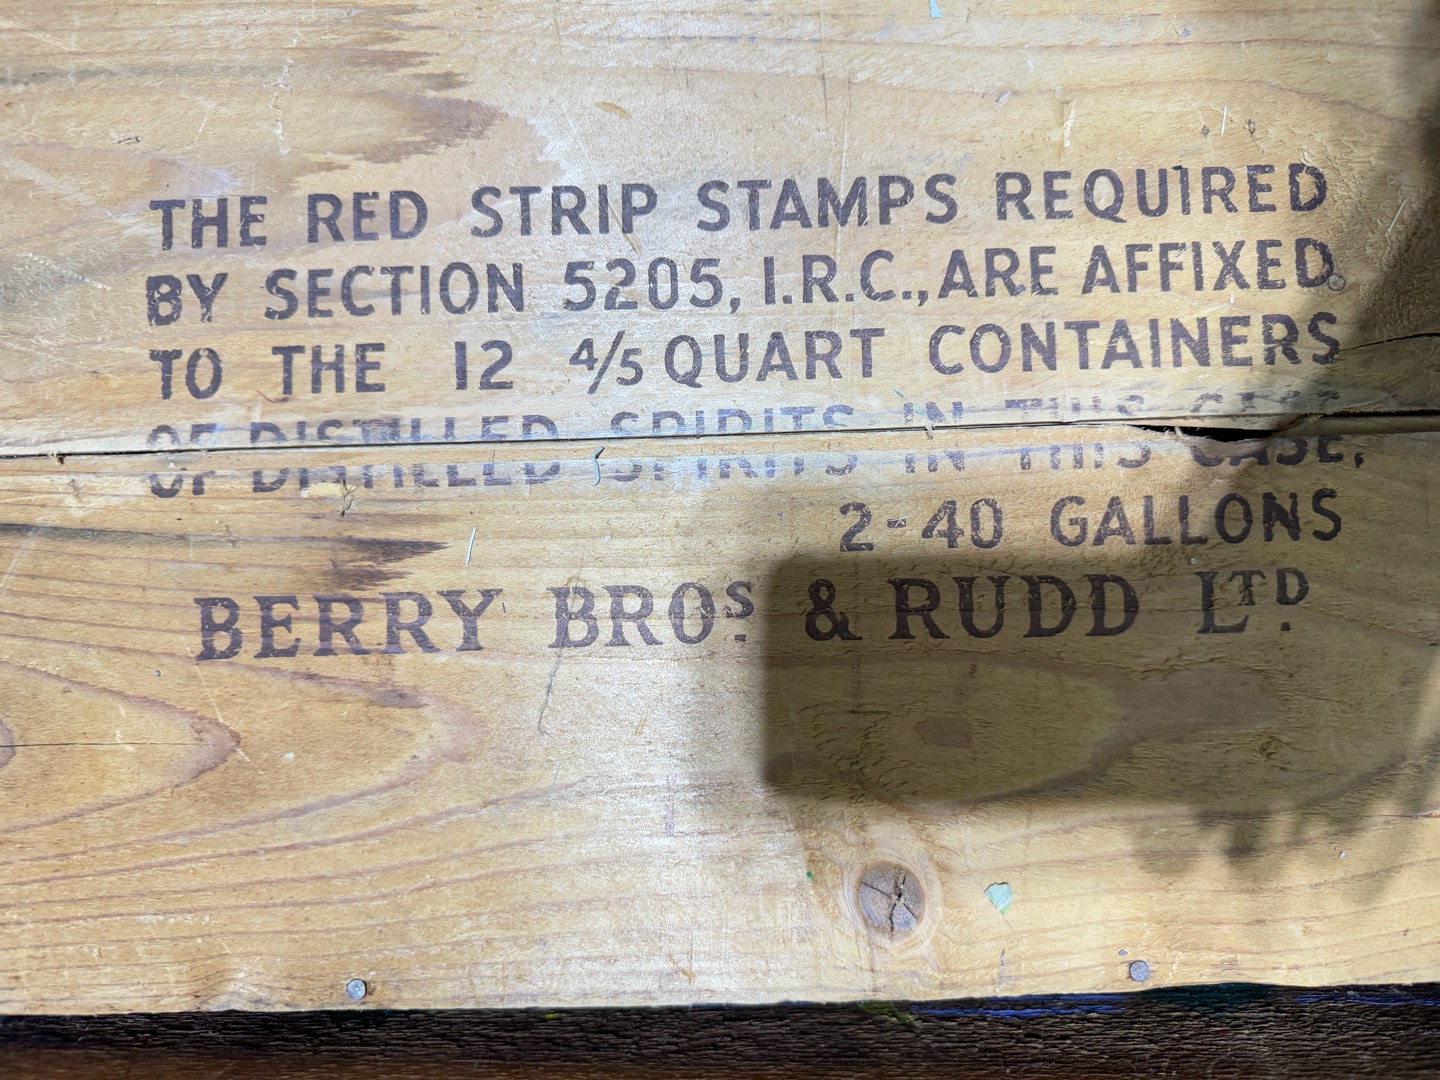 THE RED STRIP STAMPS REQUIRED
BY SECTION 5205, I.R.C., ARE AFFIXED
TO THE 12 4/5 QUART CONTAINERS
OF DISTILLED SPIRITS IN THIS CASE,
2-40 GALLONS
BERRY BROS. & RUDD LTD.